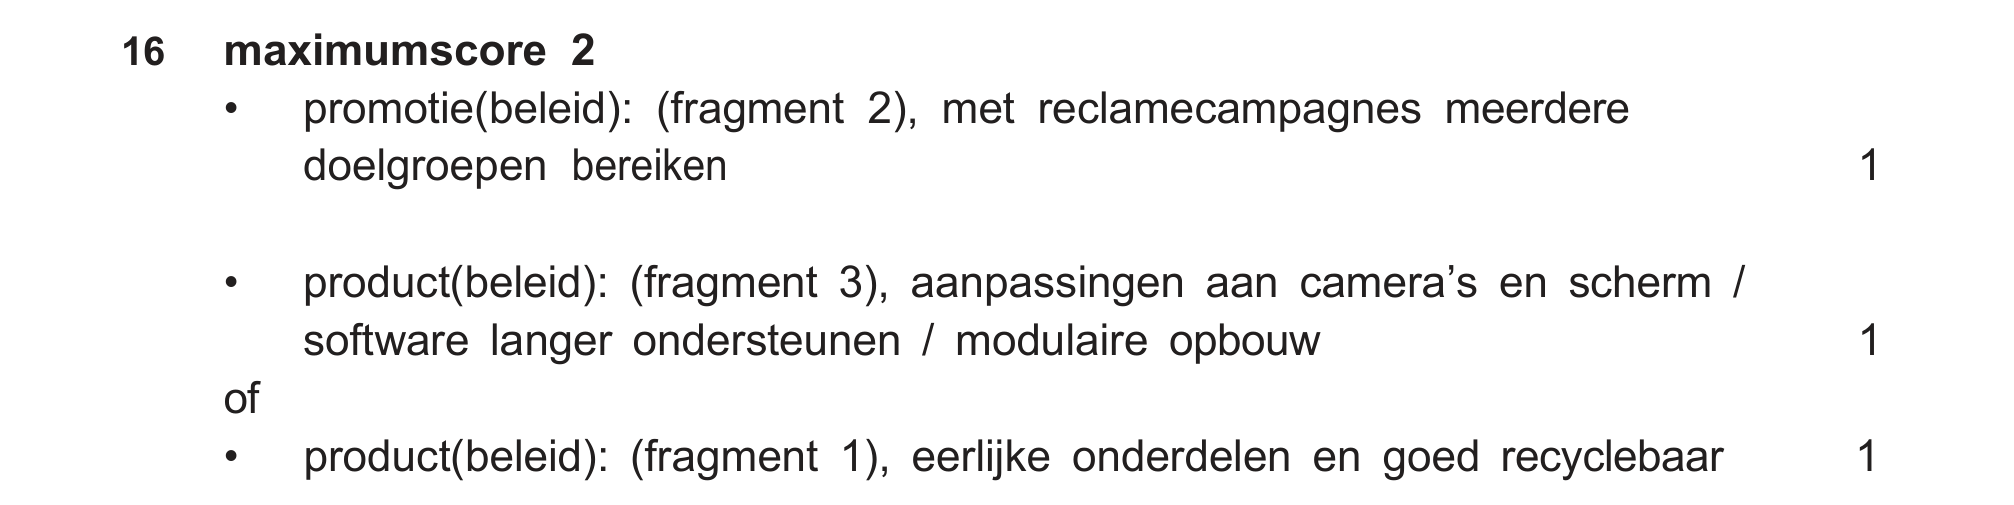 16 maximumscore 2
• promotie(beleid): (fragment 2), met reclamecampagnes meerdere
doelgroepen bereiken 1
• product(beleid): (fragment 3), aanpassingen aan camera’s en scherm /
software langer ondersteunen / modulaire opbouw 1
of
• product(beleid): (fragment 1), eerlijke onderdelen en goed recyclebaar 1